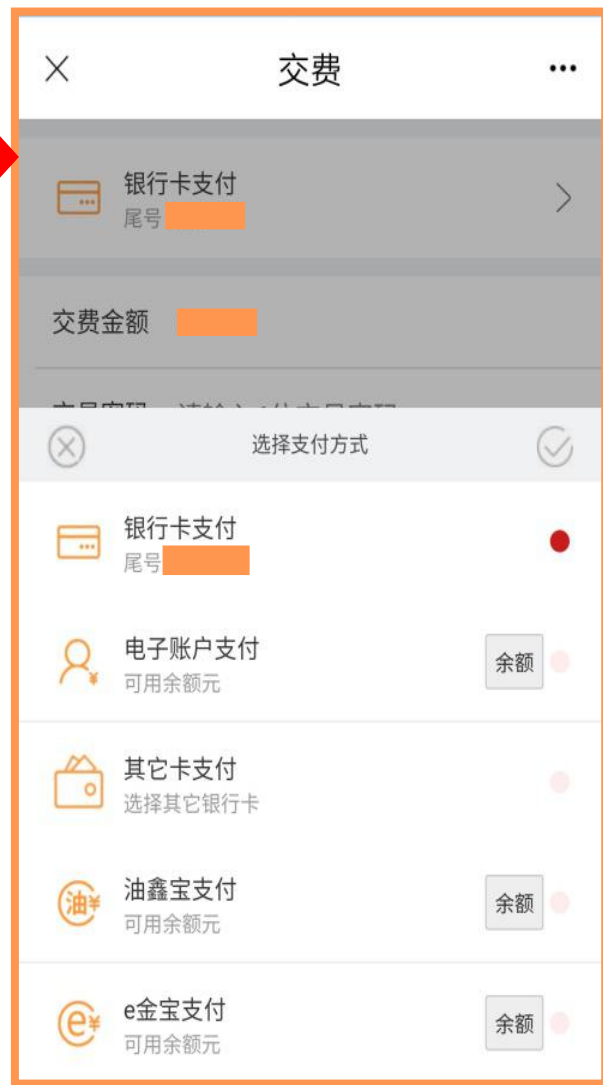 交费
银行卡支付
尾号
交费金额
选择支付方式
银行卡支付
尾号
电子账户支付
可用余额元
余额
其它卡支付
选择其它银行卡
油鑫宝支付
可用余额元
余额
油¥
e金宝支付
可用余额元
余额
e¥